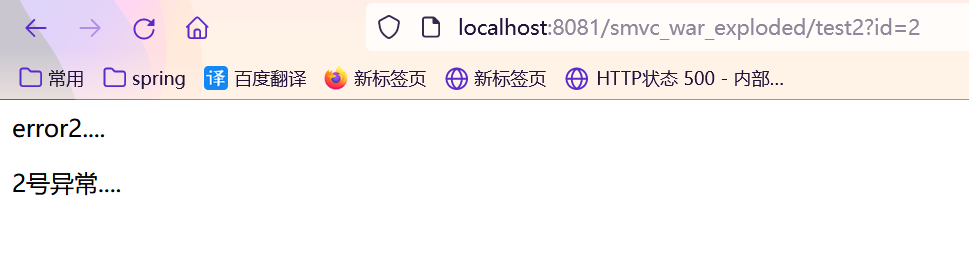 localhost:8081/smvc_war_exploded/test2?id=2
常用 spring 译 百度翻译 新标签页 新标签页 HTTP状态 500 - 内部...
error2....
2号异常....